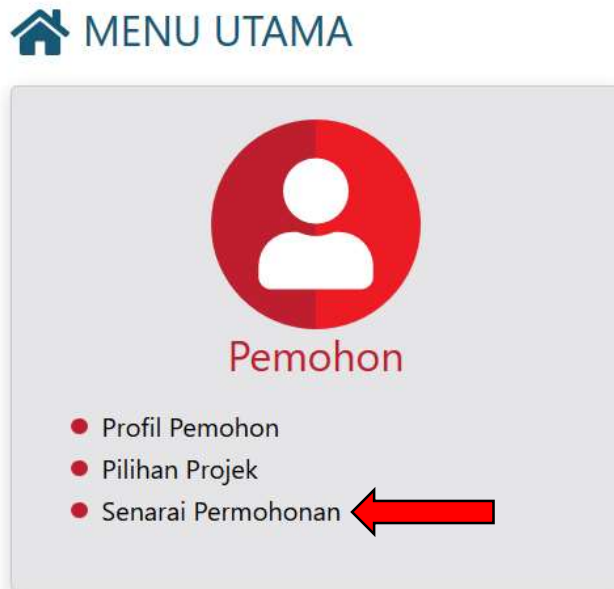 MENU UTAMA
Pemohon
Profil Pemohon
Pilihan Projek
Senarai Permohonan